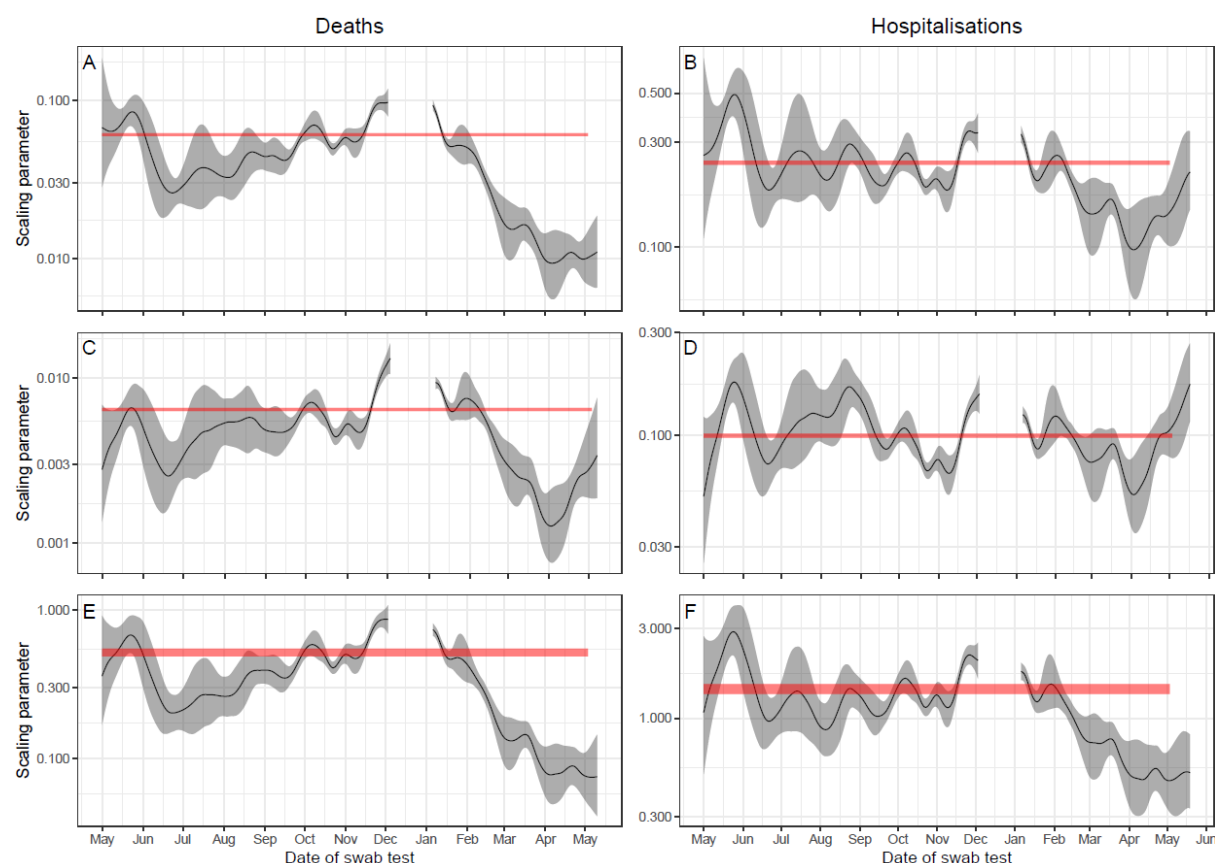 Deaths
Hospitalisations
A
0.100
0.030
0.010
Scaling parameter
B
0.500
0.300
0.100
C
0.010
0.003
0.001
Scaling parameter
D
0.300
0.100
0.030
E
1.000
0.300
0.100
Scaling parameter
F
3.000
1.000
0.300
May Jun Jul Aug Sep Oct Nov Dec Jan Feb Mar Apr May
May Jun Jul Aug Sep Oct Nov Dec Jan Feb Mar Apr May Jun
Date of swab test
Date of swab test